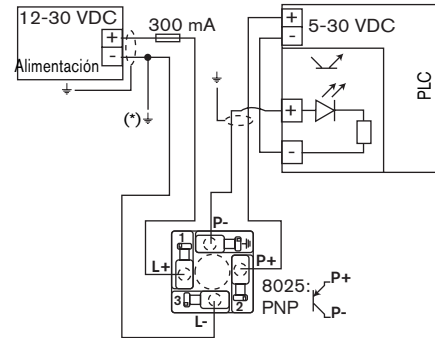 12-30 VDC
300 mA
+
-
Alimentación
(*)
+
-
5-30 VDC
+
-
PLC
P-
1
L+
P+
3
2
L-
8025:
PNP
P+
P-